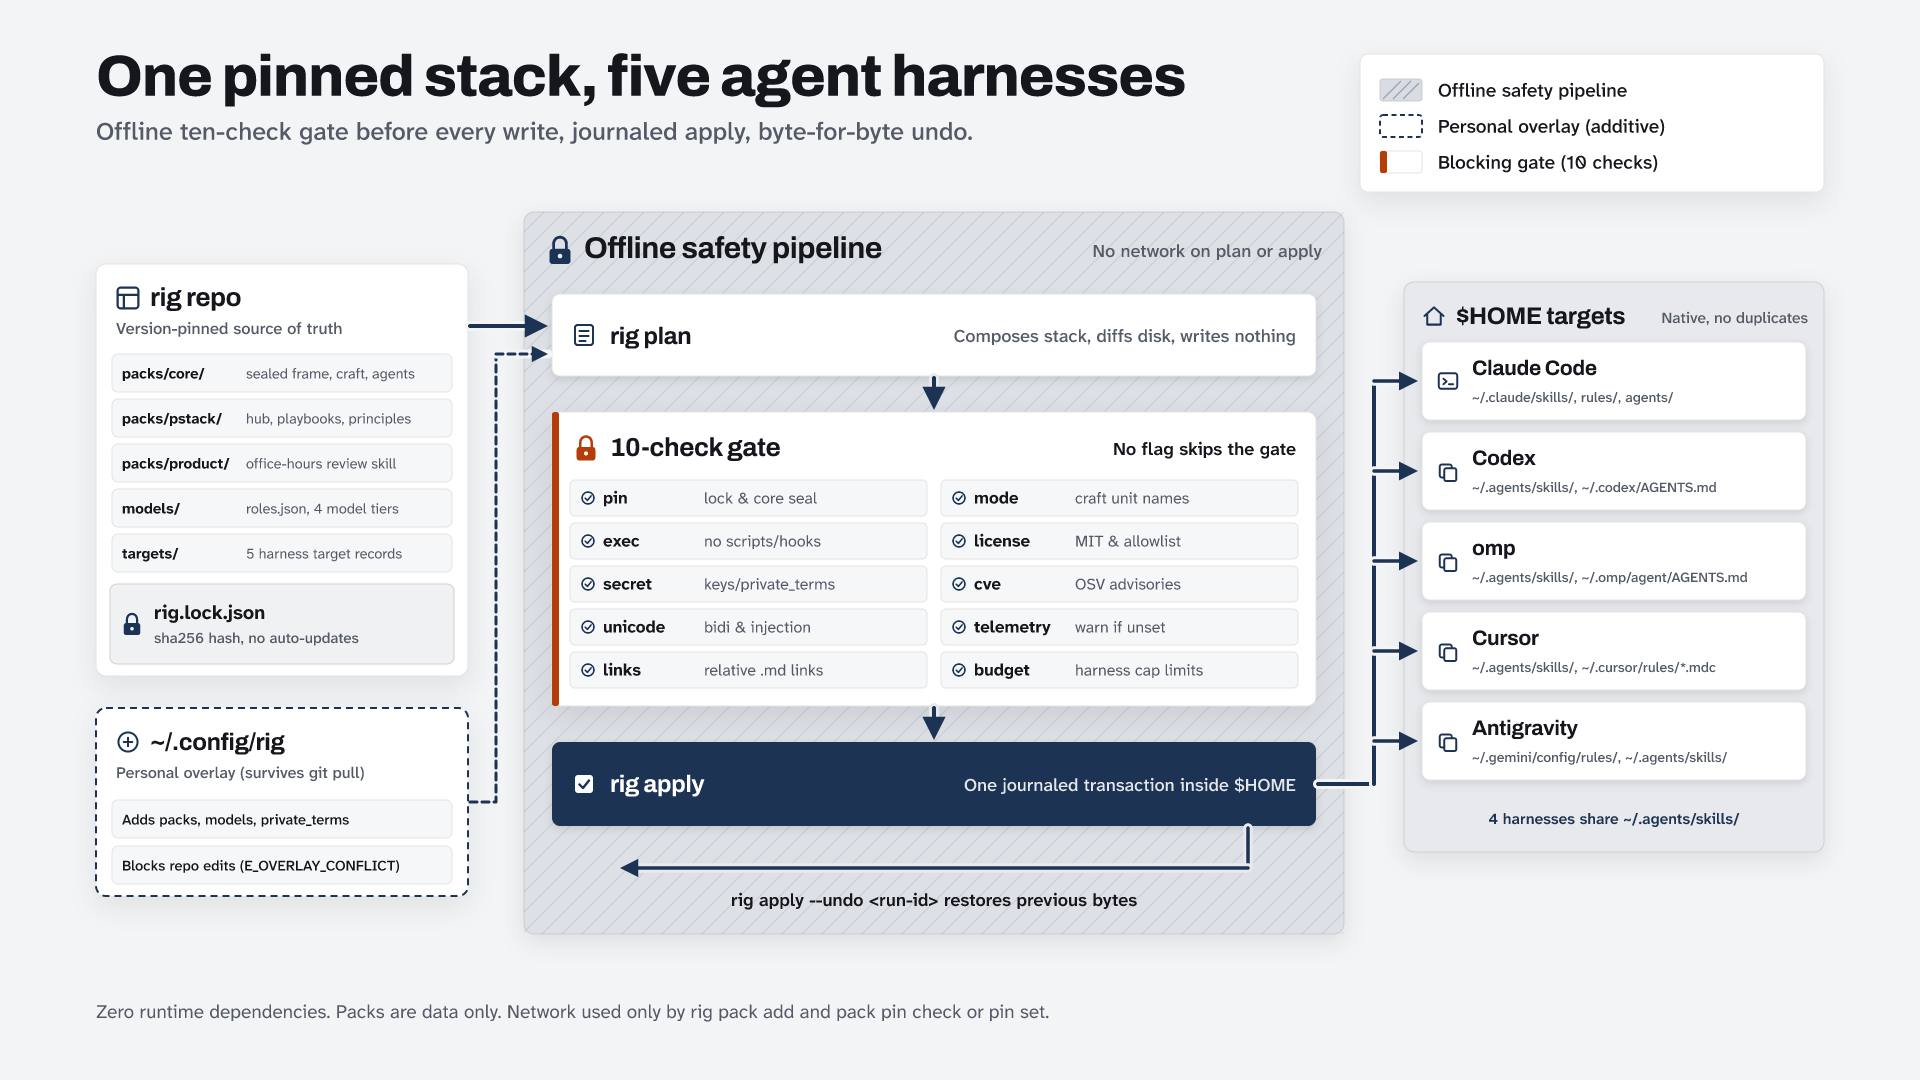 One pinned stack, five agent harnesses
Offline ten-check gate before every write, journaled apply, byte-for-byte undo.
Offline safety pipeline
Personal overlay (additive)
Blocking gate (10 checks)
rig repo
Version-pinned source of truth
packs/core/ sealed frame, craft, agents
packs/pstack/ hub, playbooks, principles
packs/product/ office-hours review skill
models/ roles.json, 4 model tiers
targets/ 5 harness target records
rig.lock.json
sha256 hash, no auto-updates
~/.config/rig
Personal overlay (survives git pull)
Adds packs, models, private_terms
Blocks repo edits (E_OVERLAY_CONFLICT)
Offline safety pipeline No network on plan or apply
rig plan Composes stack, diffs disk, writes nothing
10-check gate No flag skips the gate
pin lock & core seal mode craft unit names
exec no scripts/hooks license MIT & allowlist
secret keys/private_terms cve OSV advisories
unicode bidi & injection telemetry warn if unset
links relative .md links budget harness cap limits
rig apply One journaled transaction inside $HOME
rig apply --undo <run-id> restores previous bytes
$HOME targets Native, no duplicates
Claude Code
~/.claude/skills/, rules/, agents/
Codex
~/.agents/skills/, ~/.codex/AGENTS.md
omp
~/.agents/skills/, ~/.omp/agent/AGENTS.md
Cursor
~/.agents/skills/, ~/.cursor/rules/*.mdc
Antigravity
~/.gemini/config/rules/, ~/.agents/skills/
4 harnesses share ~/.agents/skills/
Zero runtime dependencies. Packs are data only. Network used only by rig pack add and pack pin check or pin set.